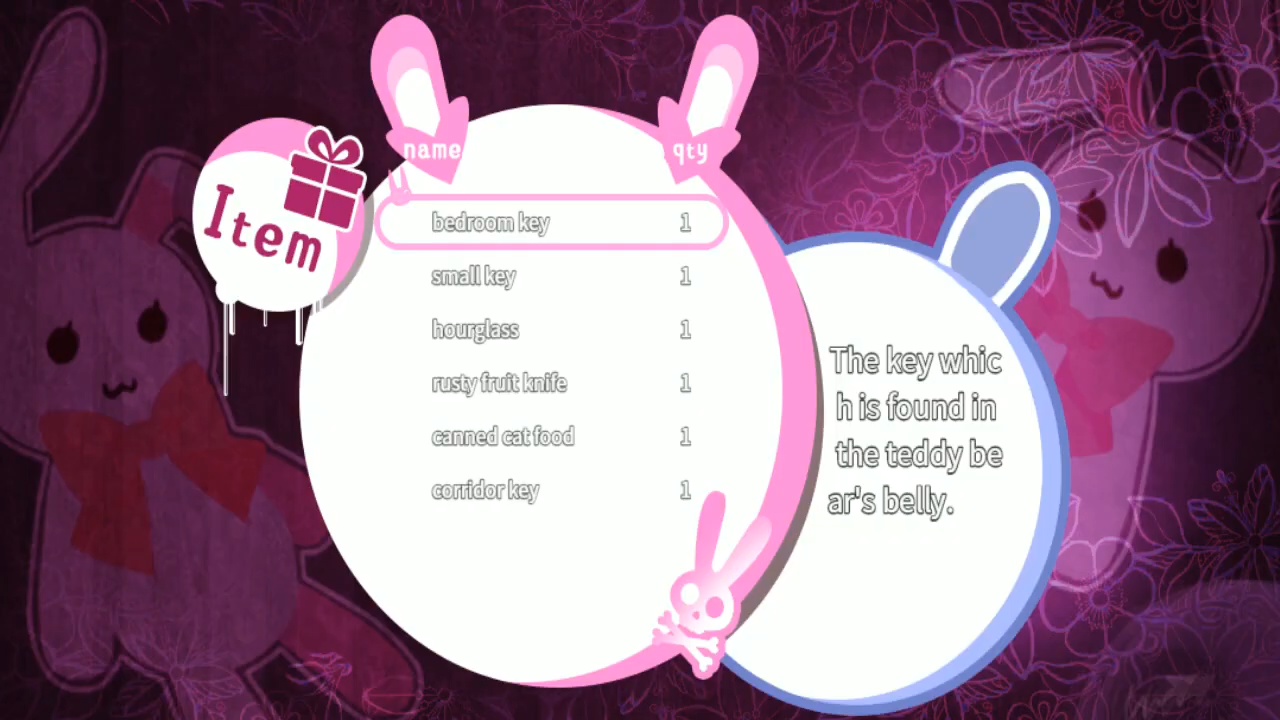 Item
name qty
bedroom key 1
small key 1
hourglass 1
rusty fruit knife 1
canned cat food 1
corridor key 1
The key whic
h is found in
the teddy be
ar's belly.